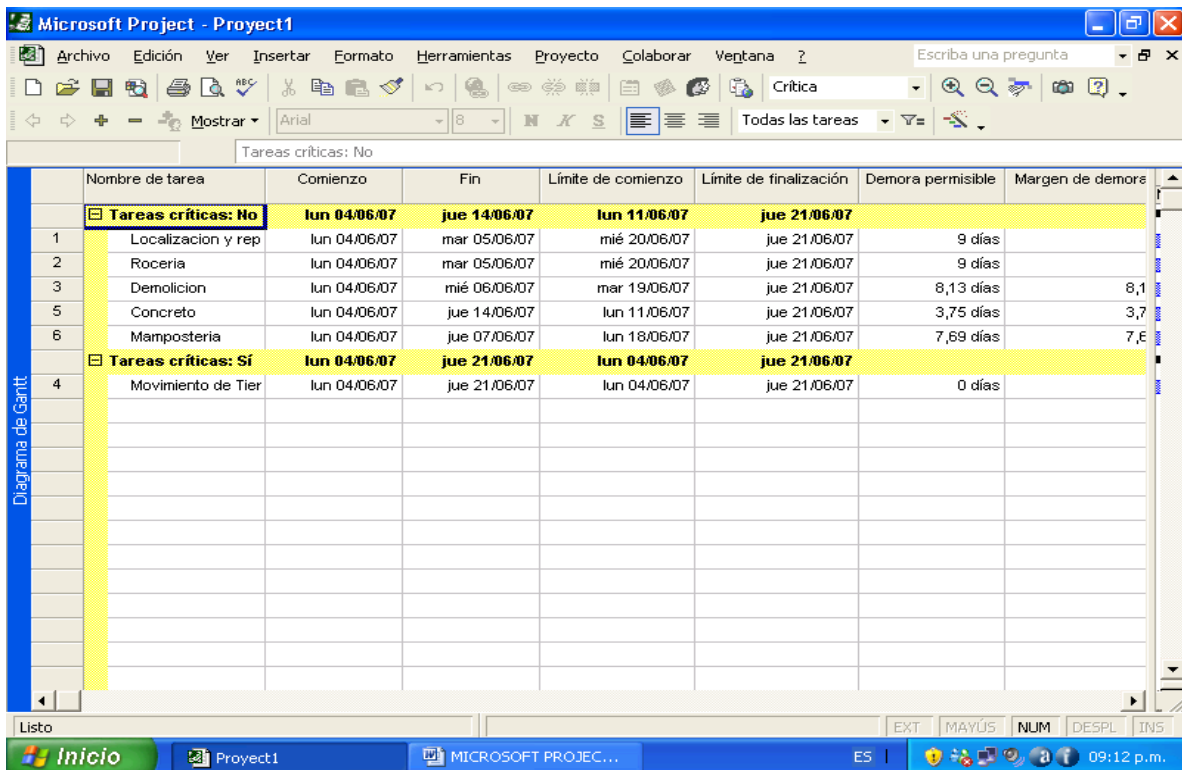 Microsoft Project - Proyect1
Archivo Edición Ver Insertar Formato Herramientas Proyecto Colaborar Ventana ? Escriba una pregunta
ABC Crítica
Mostrar Arial 8 N K S Todas las tareas
Tareas críticas: No
Nombre de tarea Comienzo Fin Límite de comienzo Límite de finalización Demora permisible Margen de demora
Tareas críticas: No lun 04/06/07 jue 14/06/07 lun 11/06/07 jue 21/06/07
1 Localizacion y rep lun 04/06/07 mar 05/06/07 mié 20/06/07 jue 21/06/07 9 días
2 Roceria lun 04/06/07 mar 05/06/07 mié 20/06/07 jue 21/06/07 9 días
3 Demolicion lun 04/06/07 mié 06/06/07 mar 19/06/07 jue 21/06/07 8,13 días 8,1
5 Concreto lun 04/06/07 jue 14/06/07 lun 11/06/07 jue 21/06/07 3,75 días 3,7
6 Mamposteria lun 04/06/07 jue 07/06/07 lun 18/06/07 jue 21/06/07 7,69 días 7,6
Tareas críticas: Sí lun 04/06/07 jue 21/06/07 lun 04/06/07 jue 21/06/07
4 Movimiento de Tier lun 04/06/07 jue 21/06/07 lun 04/06/07 jue 21/06/07 0 días
Diagrama de Gantt
Listo EXT MAYÚS NUM DESPL INS
Inicio Proyect1 MICROSOFT PROJEC... ES 09:12 p.m.